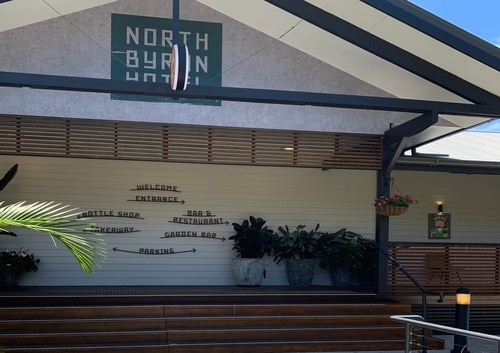 NORTH
BYRON
HOTEL
WELCOME
ENTRANCE
BOTTLE SHOP
TAKEAWAY
BAR &
RESTAURANT
GARDEN BAR
PARKING